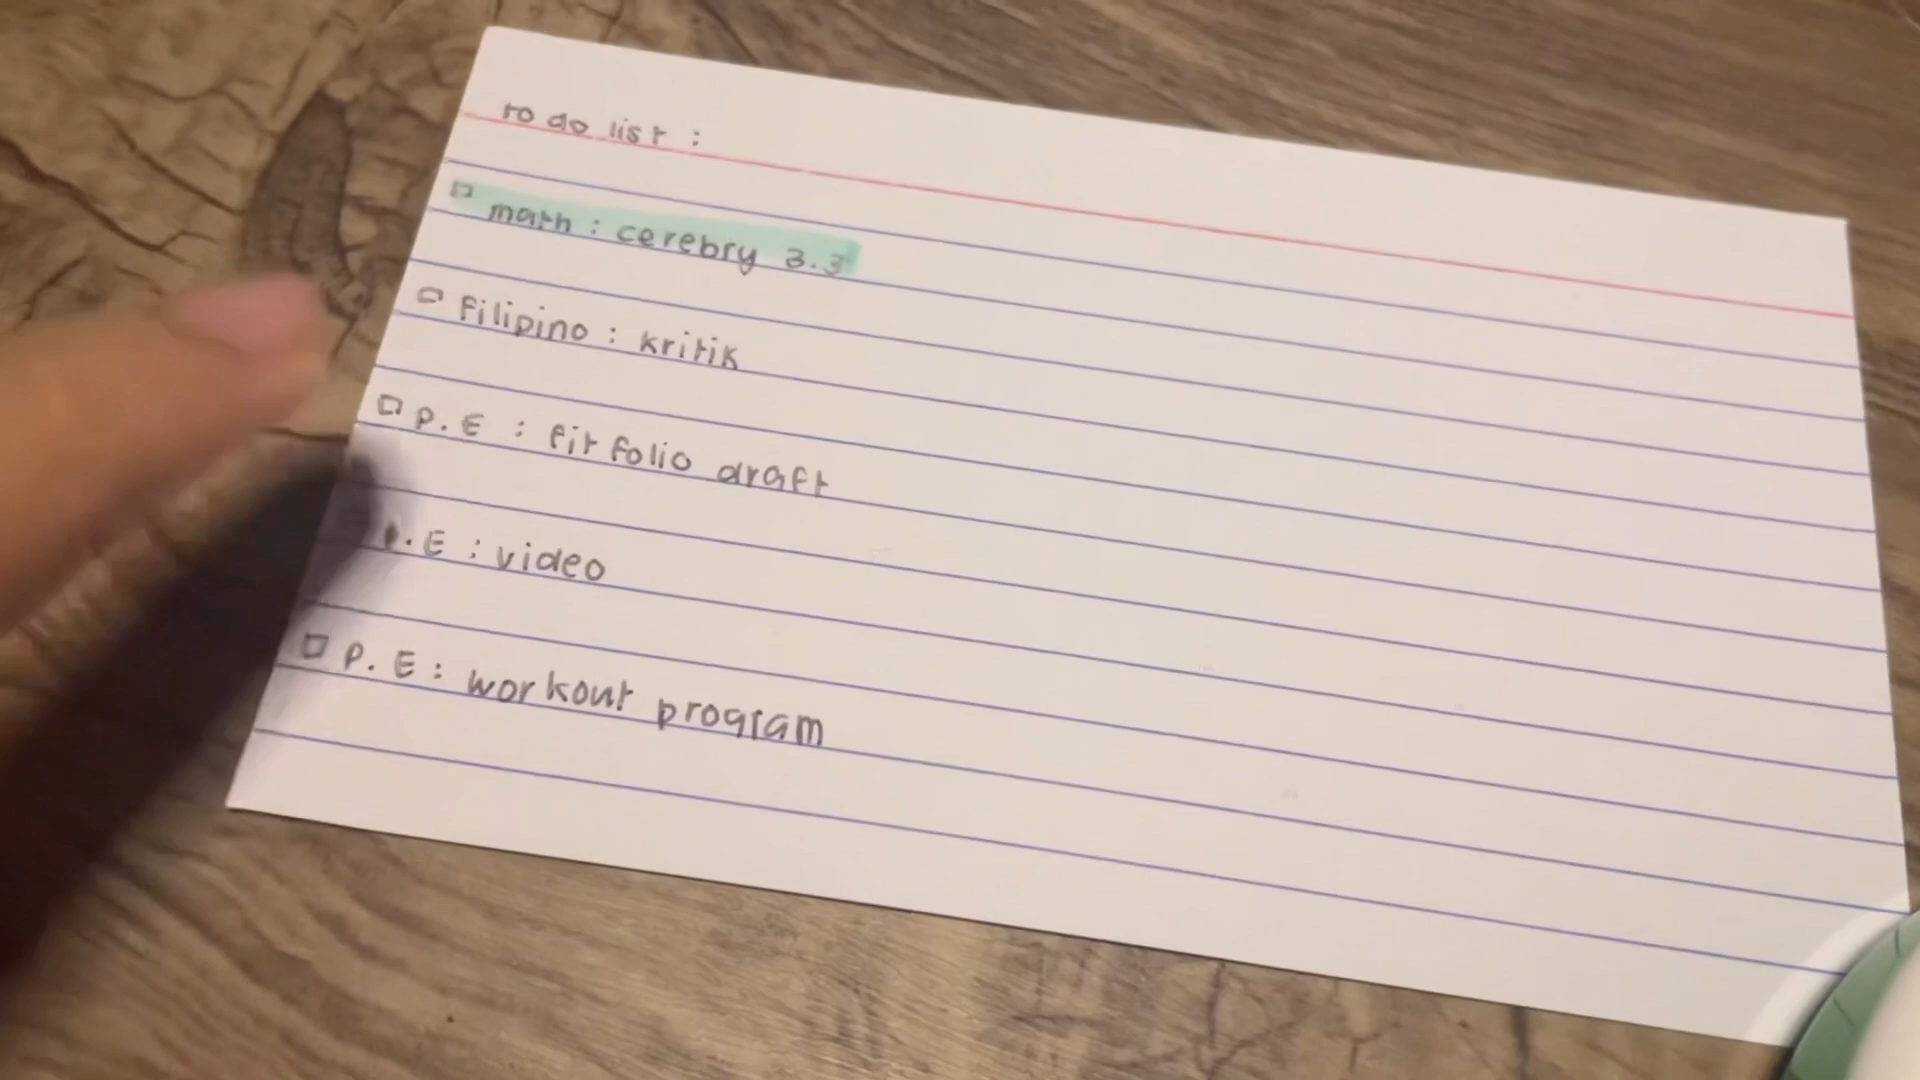 to do list :
math : cerebry 3.3
filipino : kritik
P.E : fit folio draft
P.E : video
P.E : workout program